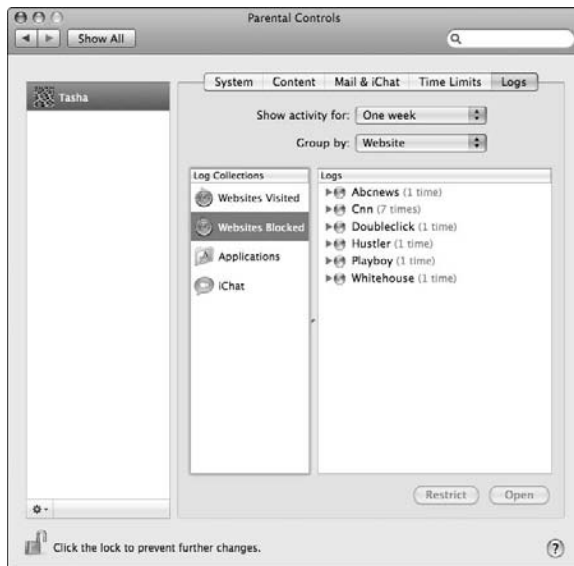 Parental Controls
Show All
Tasha
System Content Mail & iChat Time Limits Logs
Show activity for: One week
Group by: Website
Log Collections
Websites Visited
Websites Blocked
Applications
iChat
Logs
Abcnews (1 time)
Cnn (7 times)
Doubleclick (1 time)
Hustler (1 time)
Playboy (1 time)
Whitehouse (1 time)
Restrict Open
Click the lock to prevent further changes.
?